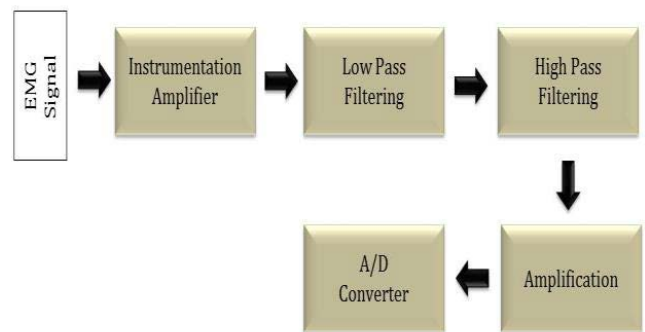 EMG
Signal
Instrumentation
Amplifier
Low Pass
Filtering
High Pass
Filtering
Amplification
A/D
Converter